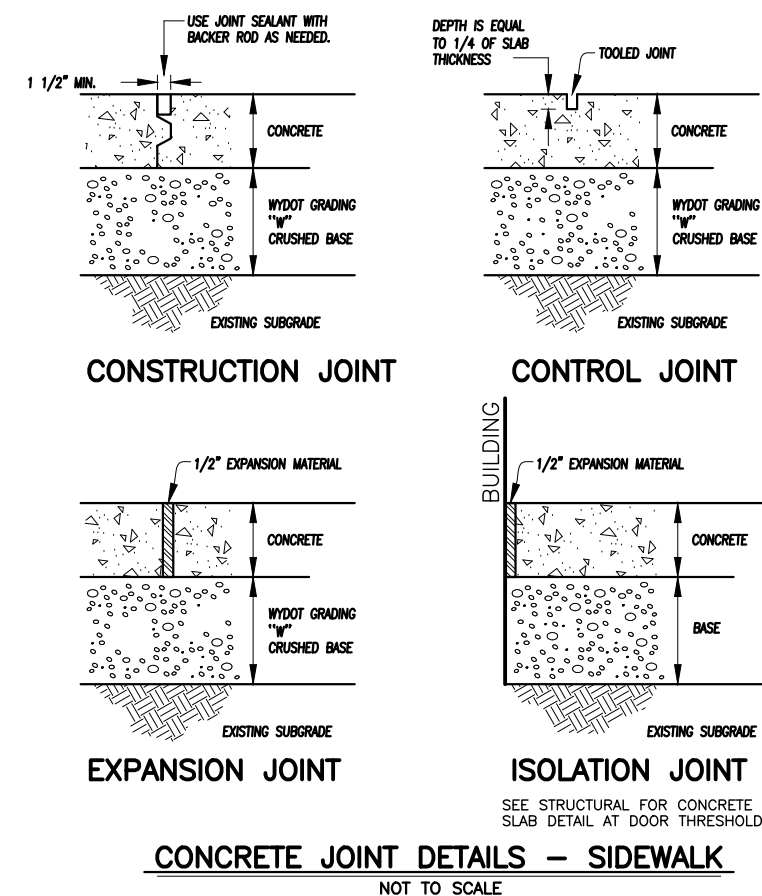 USE JOINT SEALANT WITH
BACKER ROD AS NEEDED.
1 1/2" MIN.
CONCRETE
WYDOT GRADING
"W"
CRUSHED BASE
EXISTING SUBGRADE
CONSTRUCTION JOINT
DEPTH IS EQUAL
TO 1/4 OF SLAB
THICKNESS
TOOLED JOINT
CONCRETE
WYDOT GRADING
"W"
CRUSHED BASE
EXISTING SUBGRADE
CONTROL JOINT
1/2" EXPANSION MATERIAL
CONCRETE
WYDOT GRADING
"W"
CRUSHED BASE
EXISTING SUBGRADE
EXPANSION JOINT
BUILDING
1/2" EXPANSION MATERIAL
CONCRETE
BASE
EXISTING SUBGRADE
ISOLATION JOINT
SEE STRUCTURAL FOR CONCRETE
SLAB DETAIL AT DOOR THRESHOLD
CONCRETE JOINT DETAILS – SIDEWALK
NOT TO SCALE